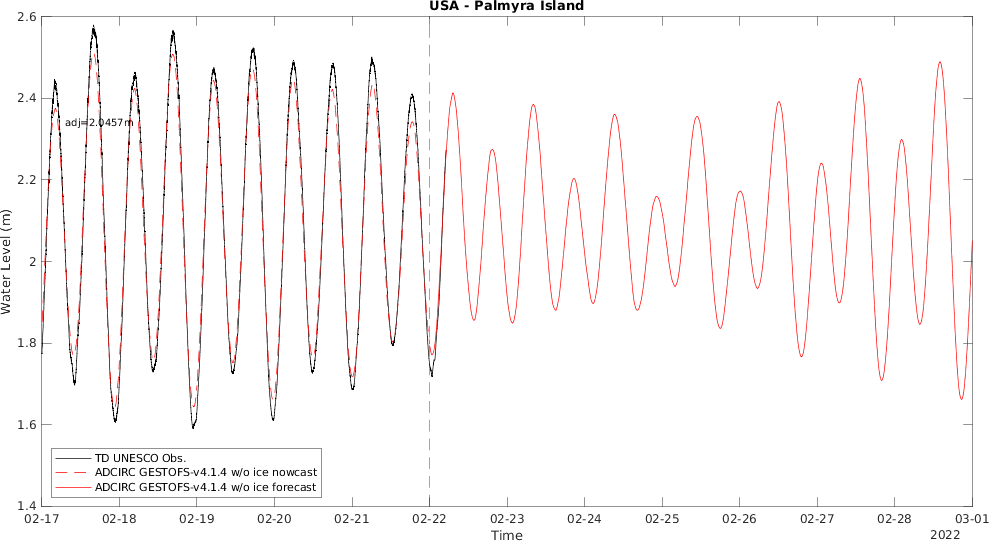 USA - Palmyra Island
2.6
2.4
2.2
2
1.8
1.6
1.4
Water Level (m)
adj=2.0457m
TD UNESCO Obs.
ADCIRC GESTOFS-v4.1.4 w/o ice nowcast
ADCIRC GESTOFS-v4.1.4 w/o ice forecast
02-17 02-18 02-19 02-20 02-21 02-22 02-23 02-24 02-25 02-26 02-27 02-28 03-01
Time
2022